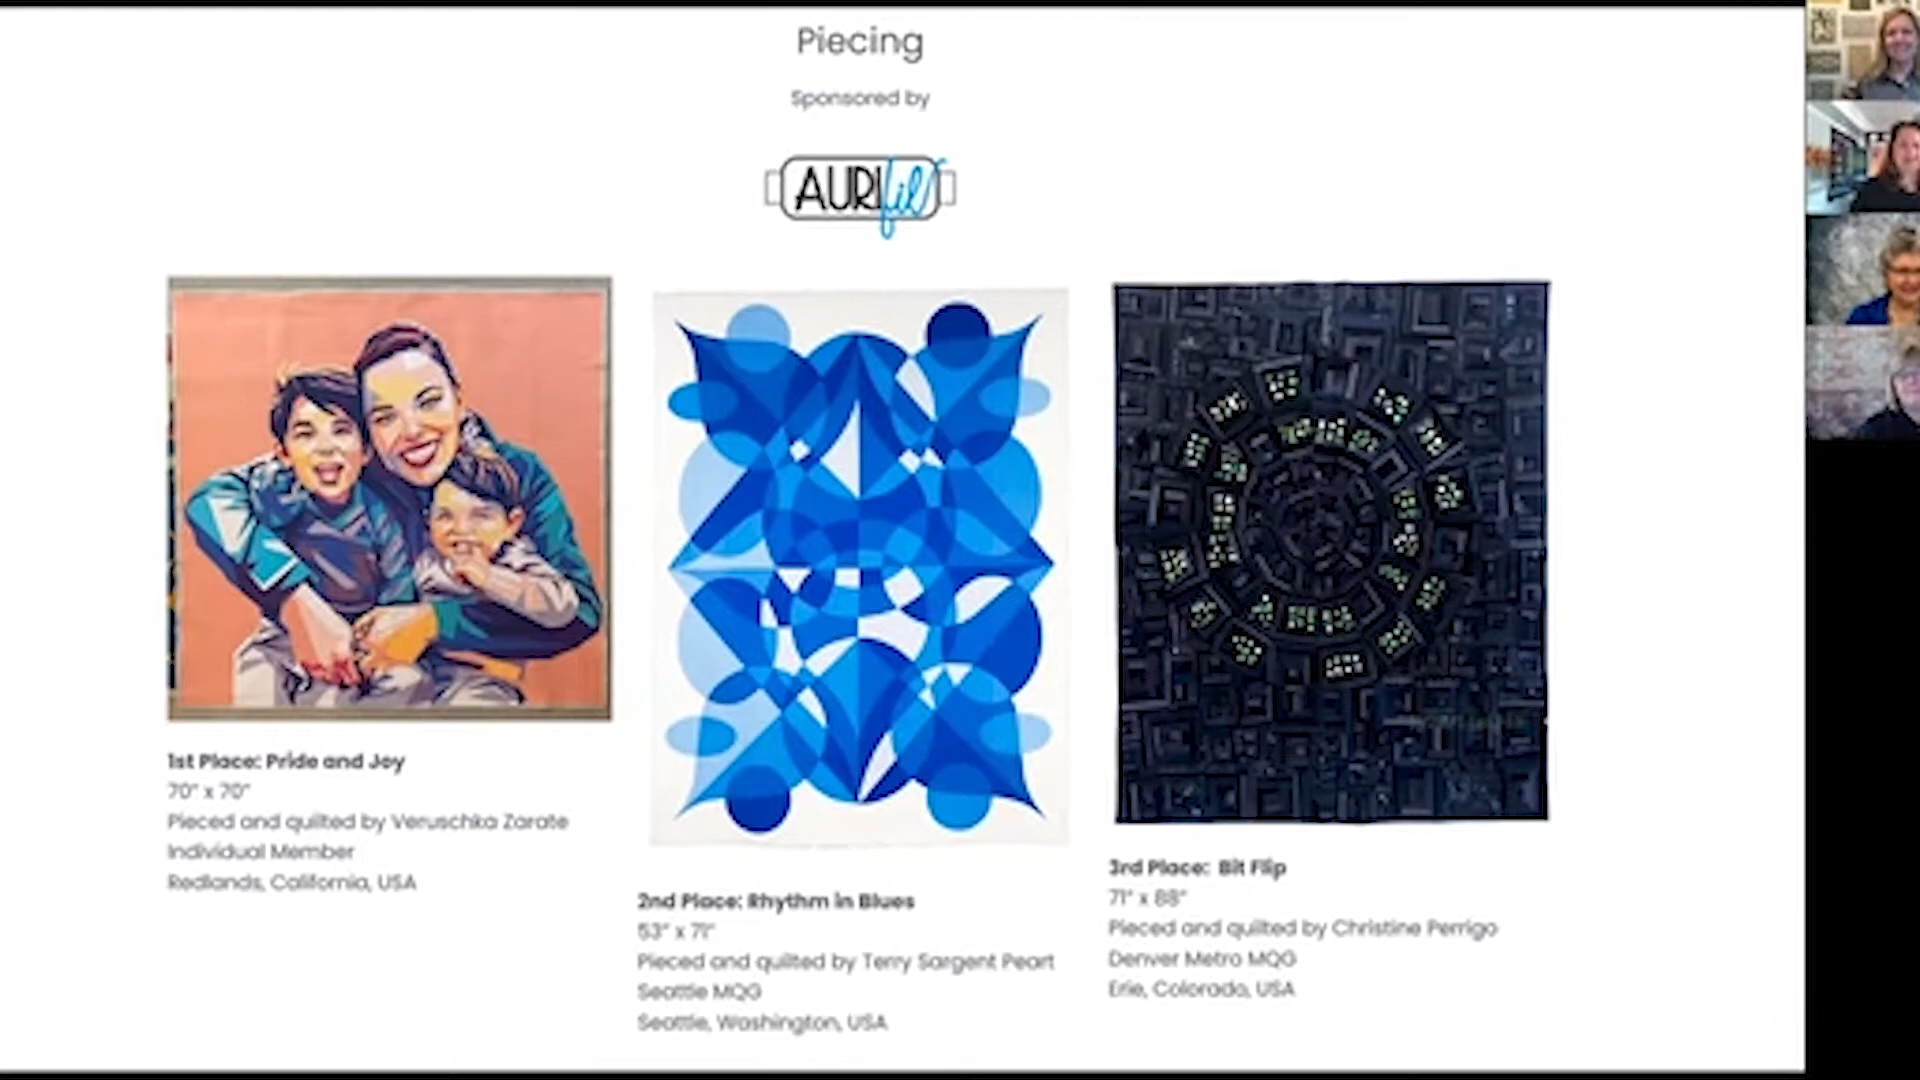 Piecing
Sponsored by
AURIfil
1st Place: Pride and Joy
70" x 70"
Pieced and quilted by Veruschka Zarate
Individual Member
Redlands, California, USA
2nd Place: Rhythm in Blues
53" x 71"
Pieced and quilted by Terry Sargent Peart
Seattle MQG
Seattle, Washington, USA
3rd Place: Bit Flip
71" x 88"
Pieced and quilted by Christine Perrigo
Denver Metro MQG
Erie, Colorado, USA